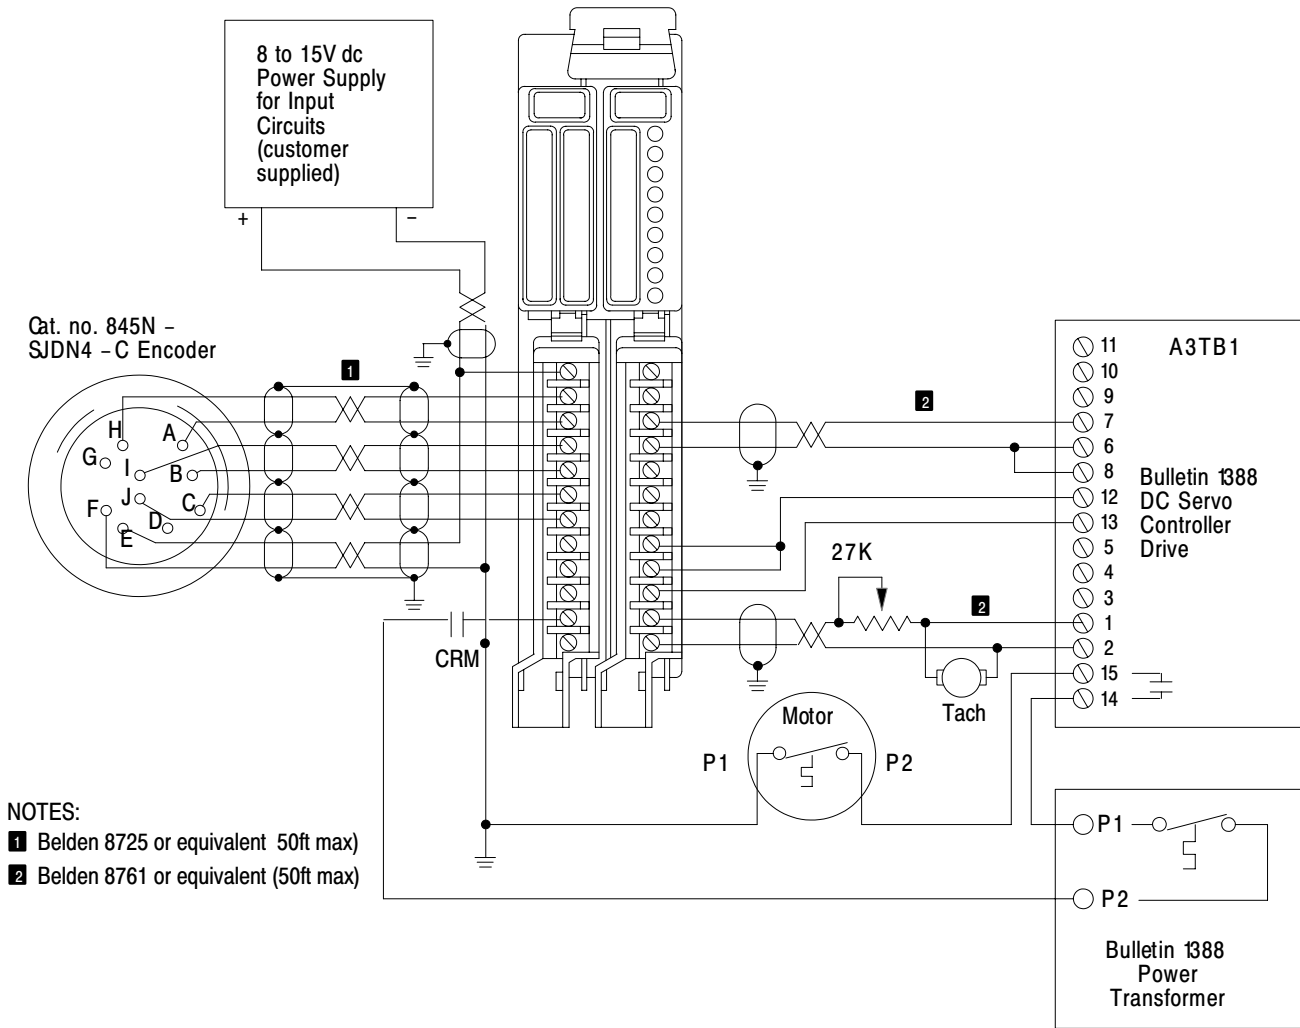 8 to 15V dc
Power Supply
for Input
Circuits
(customer
supplied)
+ –
Cat. no. 845N –
SJDN4 – C Encoder
1
H
A
G
I
B
J
F
C
D
E
CRM
2
27K
2
Tach
Motor
P1
P2
11
10
9
7
6
8
12
13
5
4
3
1
2
15
14
A3TB1
Bulletin 1388
DC Servo
Controller
Drive
P1
P2
Bulletin 1388
Power
Transformer
NOTES:
1 Belden 8725 or equivalent 50ft max)
2 Belden 8761 or equivalent (50ft max)